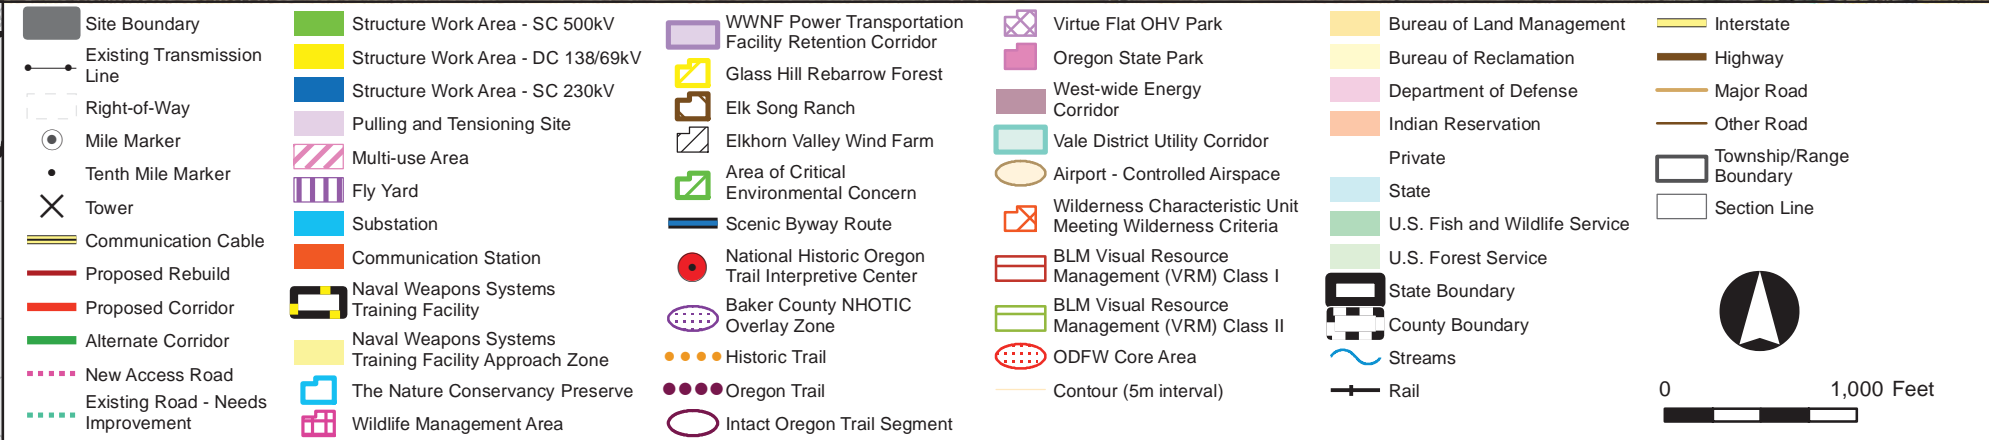 Site Boundary
Existing Transmission
Line
Right-of-Way
Mile Marker
Tenth Mile Marker
Tower
Communication Cable
Proposed Rebuild
Proposed Corridor
Alternate Corridor
New Access Road
Existing Road - Needs
Improvement
Structure Work Area - SC 500kV
Structure Work Area - DC 138/69kV
Structure Work Area - SC 230kV
Pulling and Tensioning Site
Multi-use Area
Fly Yard
Substation
Communication Station
Naval Weapons Systems
Training Facility
Naval Weapons Systems
Training Facility Approach Zone
The Nature Conservancy Preserve
Wildlife Management Area
WWNF Power Transportation
Facility Retention Corridor
Glass Hill Rebarrow Forest
Elk Song Ranch
Elkhorn Valley Wind Farm
Area of Critical
Environmental Concern
Scenic Byway Route
National Historic Oregon
Trail Interpretive Center
Baker County NHOTIC
Overlay Zone
Historic Trail
Oregon Trail
Intact Oregon Trail Segment
Virtue Flat OHV Park
Oregon State Park
West-wide Energy
Corridor
Vale District Utility Corridor
Airport - Controlled Airspace
Wilderness Characteristic Unit
Meeting Wilderness Criteria
BLM Visual Resource
Management (VRM) Class I
BLM Visual Resource
Management (VRM) Class II
ODFW Core Area
Contour (5m interval)
Bureau of Land Management
Bureau of Reclamation
Department of Defense
Indian Reservation
Private
State
U.S. Fish and Wildlife Service
U.S. Forest Service
State Boundary
County Boundary
Streams
Rail
Interstate
Highway
Major Road
Other Road
Township/Range
Boundary
Section Line
0 1,000 Feet